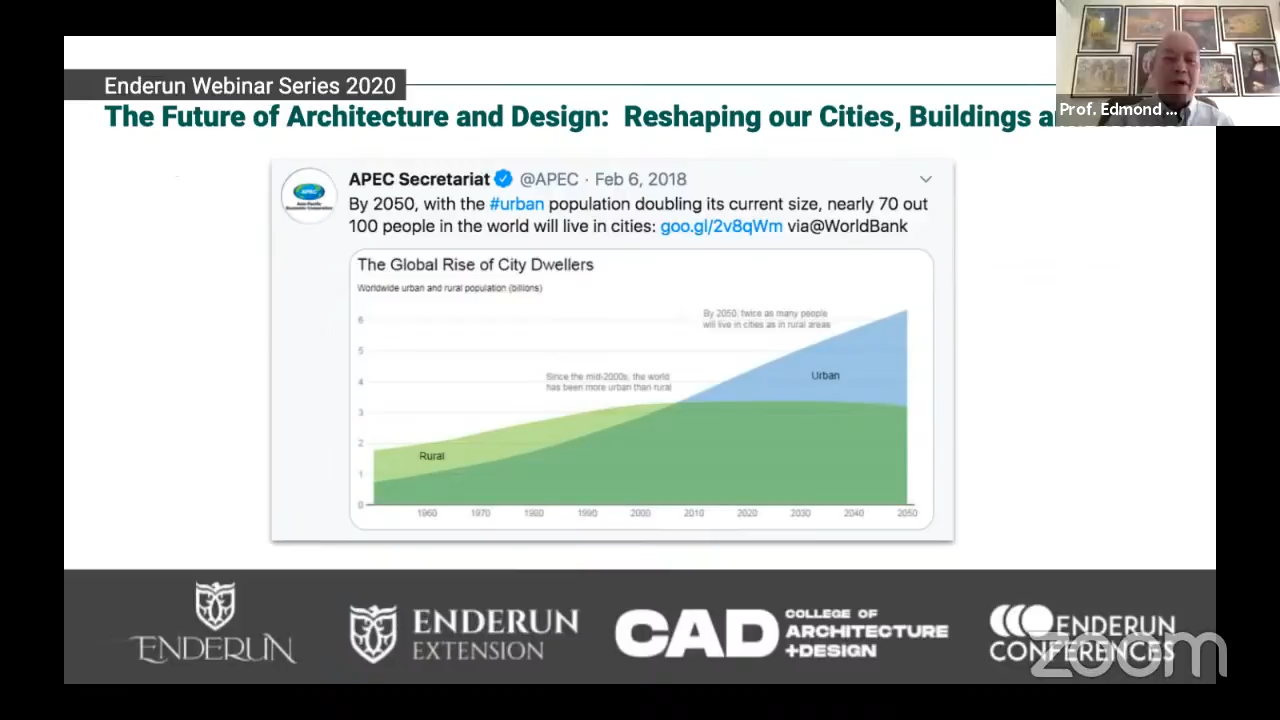 Enderun Webinar Series 2020
The Future of Architecture and Design: Reshaping our Cities, Buildings
Prof. Edmond ...
APEC Secretariat @APEC · Feb 6, 2018
By 2050, with the #urban population doubling its current size, nearly 70 out
100 people in the world will live in cities: goo.gl/2v8qWm via@WorldBank
APEC
Asia-Pacific
Economic Cooperation
The Global Rise of City Dwellers
Worldwide urban and rural population (billions)
By 2050, twice as many people
will live in cities as in rural areas
Since the mid-2000s, the world
has been more urban than rural
Urban
Rural
6
5
4
3
2
1
0
1960 1970 1980 1990 2000 2010 2020 2030 2040 2050
ENDERUN
ENDERUN
EXTENSION
CAD
COLLEGE OF
ARCHITECTURE
+DESIGN
ENDERUN
CONFERENCES
zoom